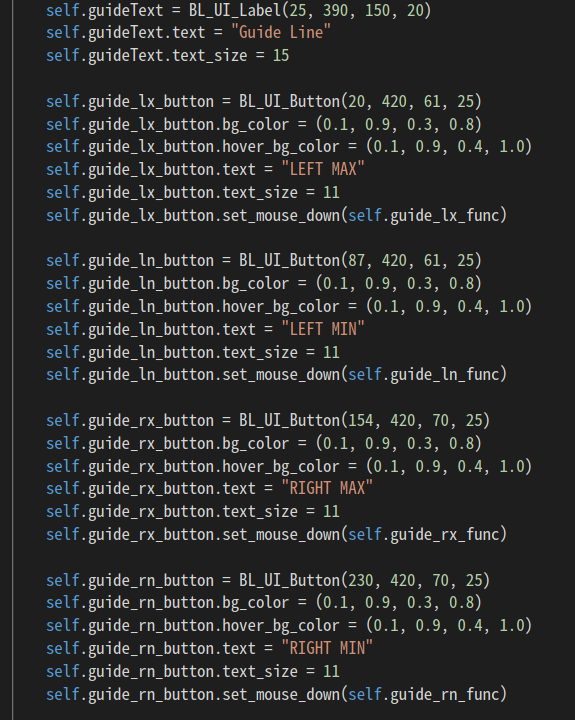 self.guideText = BL_UI_Label(25, 390, 150, 20)
self.guideText.text = "Guide Line"
self.guideText.text_size = 15
self.guide_lx_button = BL_UI_Button(20, 420, 61, 25)
self.guide_lx_button.bg_color = (0.1, 0.9, 0.3, 0.8)
self.guide_lx_button.hover_bg_color = (0.1, 0.9, 0.4, 1.0)
self.guide_lx_button.text = "LEFT MAX"
self.guide_lx_button.text_size = 11
self.guide_lx_button.set_mouse_down(self.guide_lx_func)
self.guide_ln_button = BL_UI_Button(87, 420, 61, 25)
self.guide_ln_button.bg_color = (0.1, 0.9, 0.3, 0.8)
self.guide_ln_button.hover_bg_color = (0.1, 0.9, 0.4, 1.0)
self.guide_ln_button.text = "LEFT MIN"
self.guide_ln_button.text_size = 11
self.guide_ln_button.set_mouse_down(self.guide_ln_func)
self.guide_rx_button = BL_UI_Button(154, 420, 70, 25)
self.guide_rx_button.bg_color = (0.1, 0.9, 0.3, 0.8)
self.guide_rx_button.hover_bg_color = (0.1, 0.9, 0.4, 1.0)
self.guide_rx_button.text = "RIGHT MAX"
self.guide_rx_button.text_size = 11
self.guide_rx_button.set_mouse_down(self.guide_rx_func)
self.guide_rn_button = BL_UI_Button(230, 420, 70, 25)
self.guide_rn_button.bg_color = (0.1, 0.9, 0.3, 0.8)
self.guide_rn_button.hover_bg_color = (0.1, 0.9, 0.4, 1.0)
self.guide_rn_button.text = "RIGHT MIN"
self.guide_rn_button.text_size = 11
self.guide_rn_button.set_mouse_down(self.guide_rn_func)